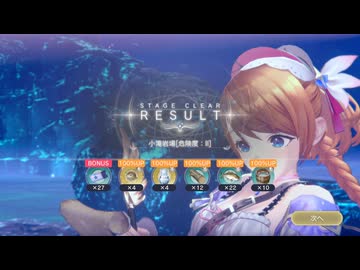 STAGE CLEAR
RESULT
小滝岩場[危険度:II]
BONUS 100%UP 100%UP 100%UP 100%UP 100%UP
×27 ×4 ×4 ×12 ×22 ×10
次へ